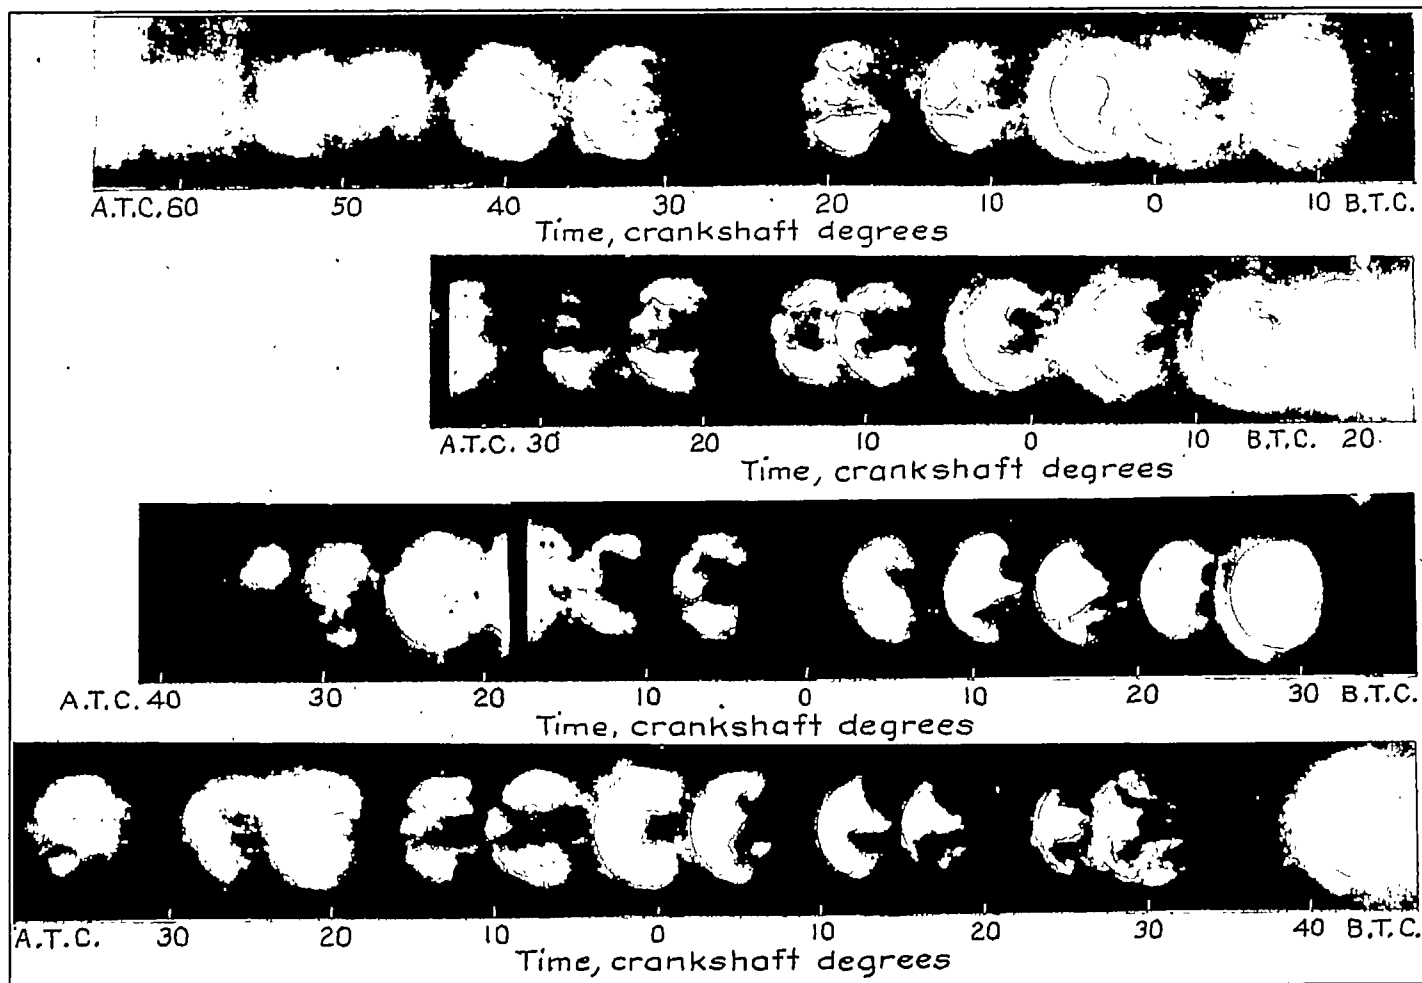 A.T.C. 60 50 40 30 20 10 0 10 B.T.C.
Time, crankshaft degrees
A.T.C. 30 20 10 0 10 B.T.C. 20
Time, crankshaft degrees
A.T.C. 40 30 20 10 0 10 20 30 B.T.C.
Time, crankshaft degrees
A.T.C. 30 20 10 0 10 20 30 40 B.T.C.
Time, crankshaft degrees